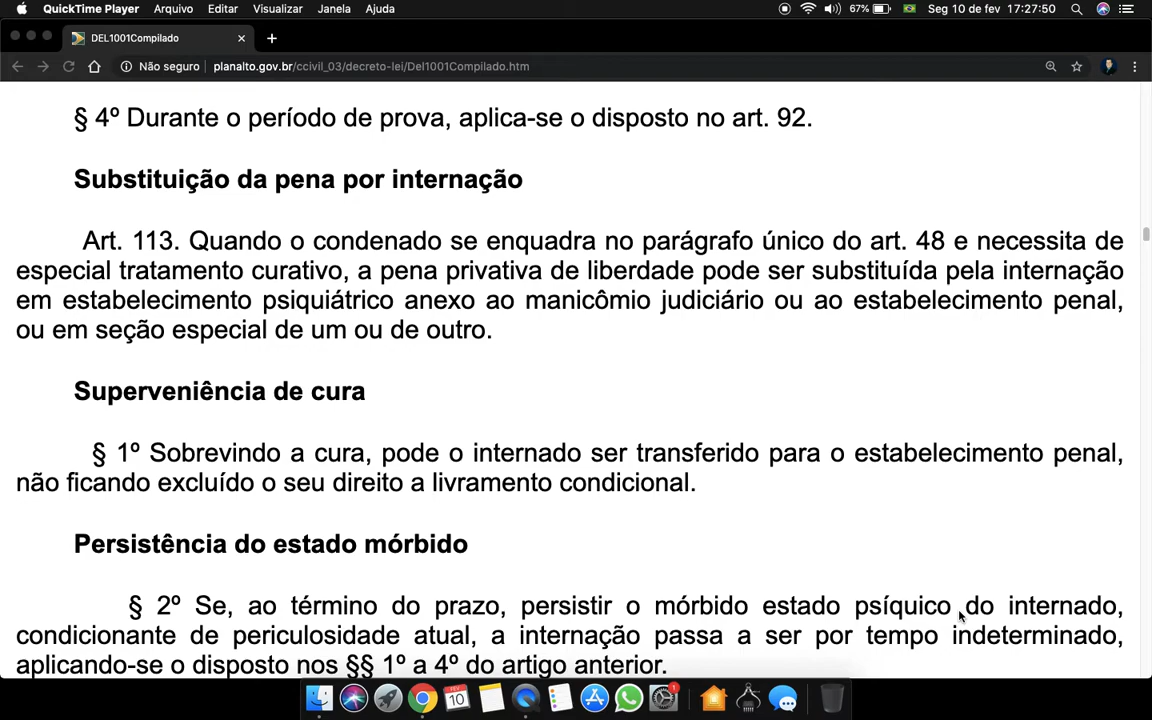 QuickTime Player Arquivo Editar Visualizar Janela Ajuda 67% Seg 10 de fev 17:27:50
DEL1001Compilado
Não seguro planalto.gov.br/ccivil_03/decreto-lei/Del1001Compilado.htm
§ 4º Durante o período de prova, aplica-se o disposto no art. 92.
Substituição da pena por internação
Art. 113. Quando o condenado se enquadra no parágrafo único do art. 48 e necessita de
especial tratamento curativo, a pena privativa de liberdade pode ser substituída pela internação
em estabelecimento psiquiátrico anexo ao manicômio judiciário ou ao estabelecimento penal,
ou em seção especial de um ou de outro.
Superveniência de cura
§ 1º Sobrevindo a cura, pode o internado ser transferido para o estabelecimento penal,
não ficando excluído o seu direito a livramento condicional.
Persistência do estado mórbido
§ 2º Se, ao término do prazo, persistir o mórbido estado psíquico do internado,
condicionante de periculosidade atual, a internação passa a ser por tempo indeterminado,
aplicando-se o disposto nos §§ 1º a 4º do artigo anterior.
FEV 10
1